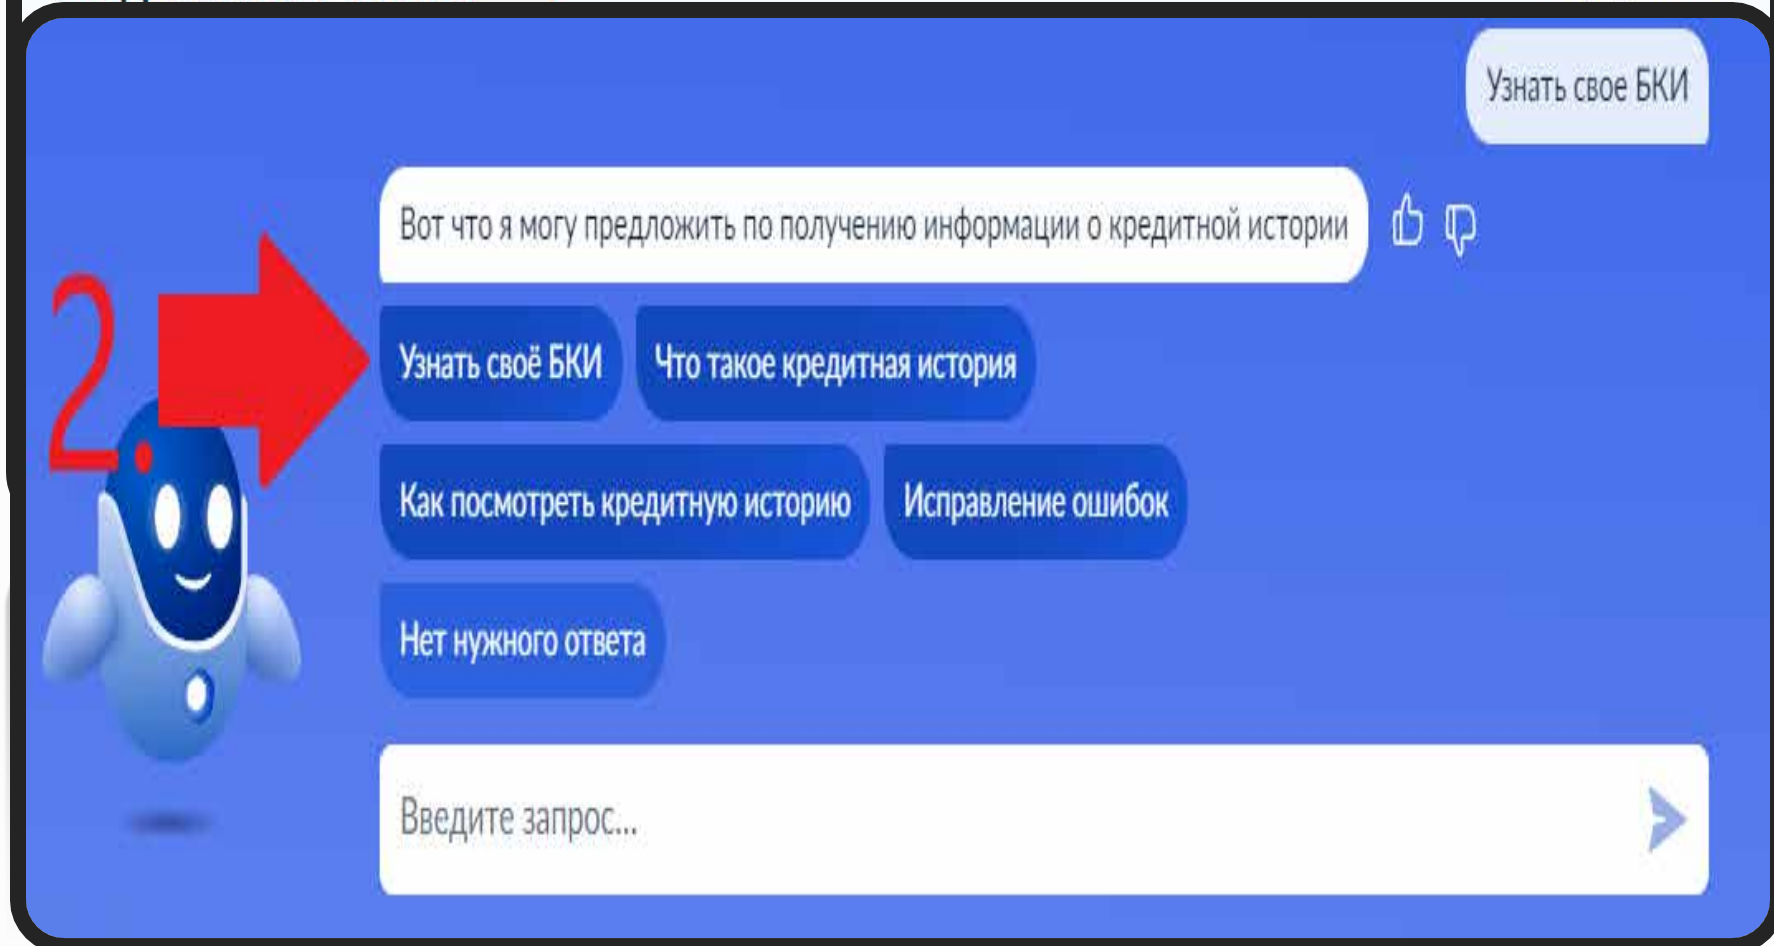 Узнать свое БКИ
Вот что я могу предложить по получению информации о кредитной истории
2.
Узнать своё БКИ
Что такое кредитная история
Как посмотреть кредитную историю
Исправление ошибок
Нет нужного ответа
Введите запрос...